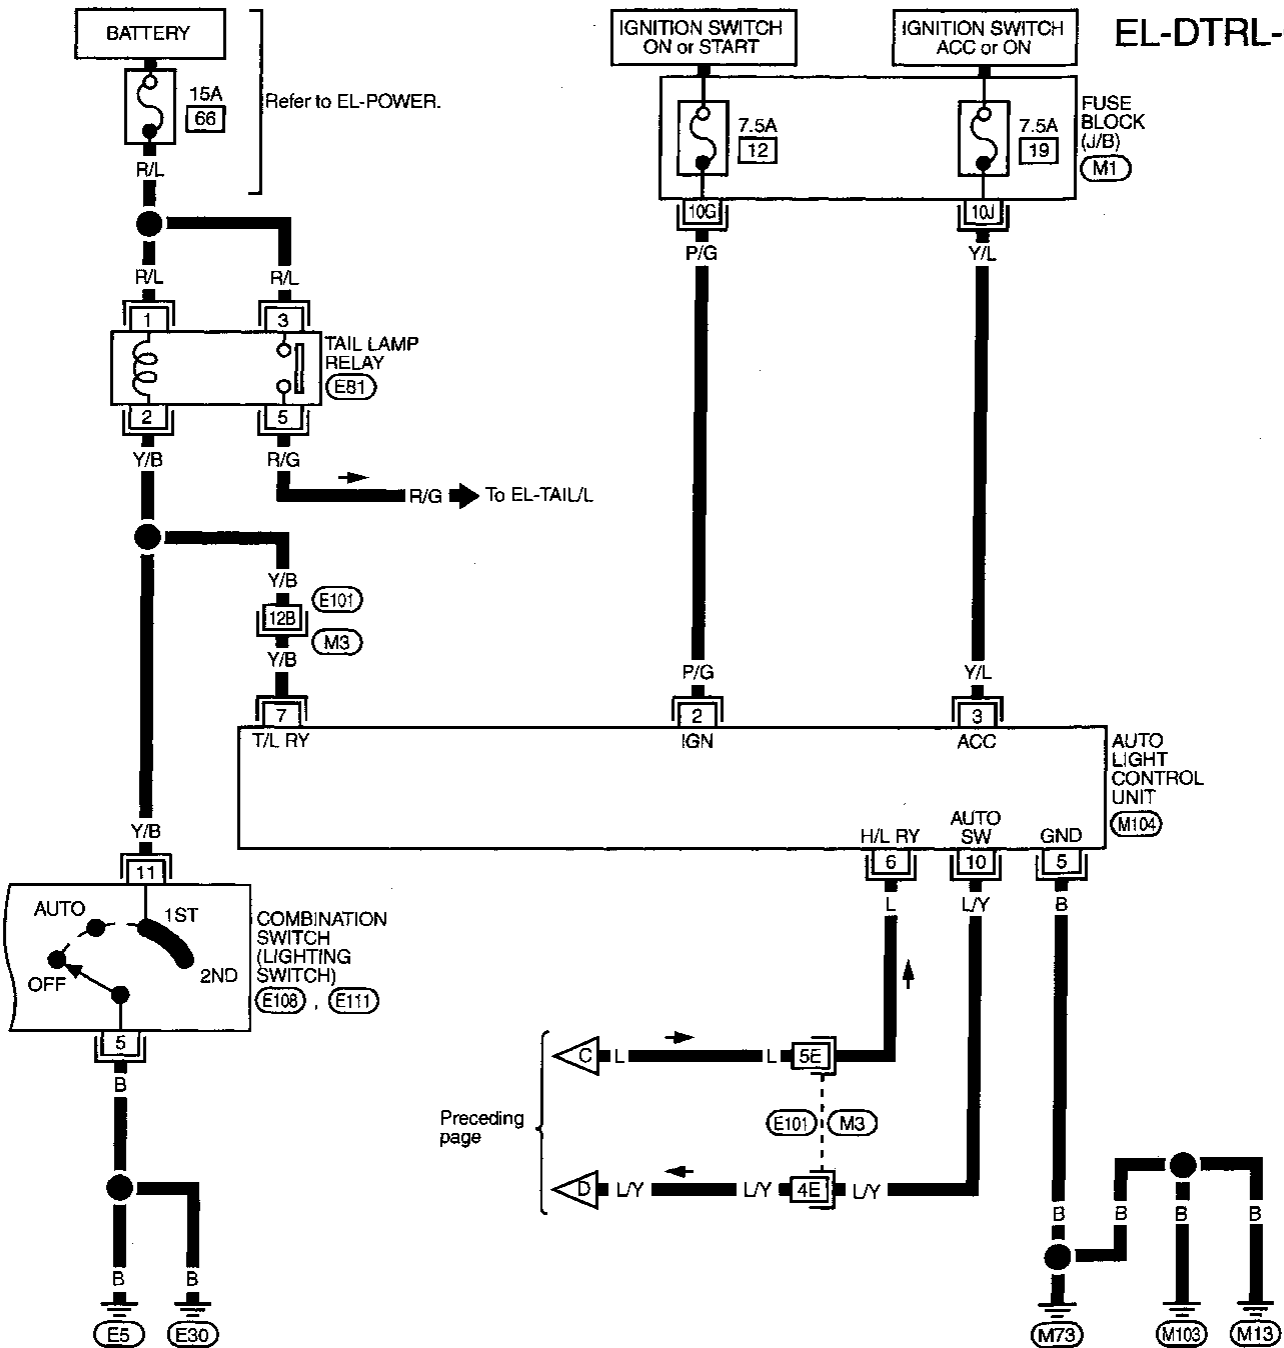 BATTERY
IGNITION SWITCH
ON or START
IGNITION SWITCH
ACC or ON
EL-DTRL-
15A
66
Refer to EL-POWER.
7.5A
12
7.5A
19
FUSE
BLOCK
(J/B)
M1
R/L
10G
10J
P/G
Y/L
R/L
R/L
1
3
TAIL LAMP
RELAY
E81
2
5
Y/B
R/G
R/G
To EL-TAIL/L
Y/B
E101
12B
M3
Y/B
P/G
Y/L
7
2
3
T/L RY
IGN
ACC
AUTO
LIGHT
CONTROL
UNIT
M104
H/L RY
AUTO
SW
GND
6
10
5
Y/B
11
L
L/Y
B
AUTO
1ST
OFF
2ND
COMBINATION
SWITCH
(LIGHTING
SWITCH)
E108 , E111
5
B
C
L
L
5E
Preceding
page
E101
M3
D
L/Y
L/Y
4E
L/Y
B
B
B
B
B
B
E5
E30
M73
M103
M13